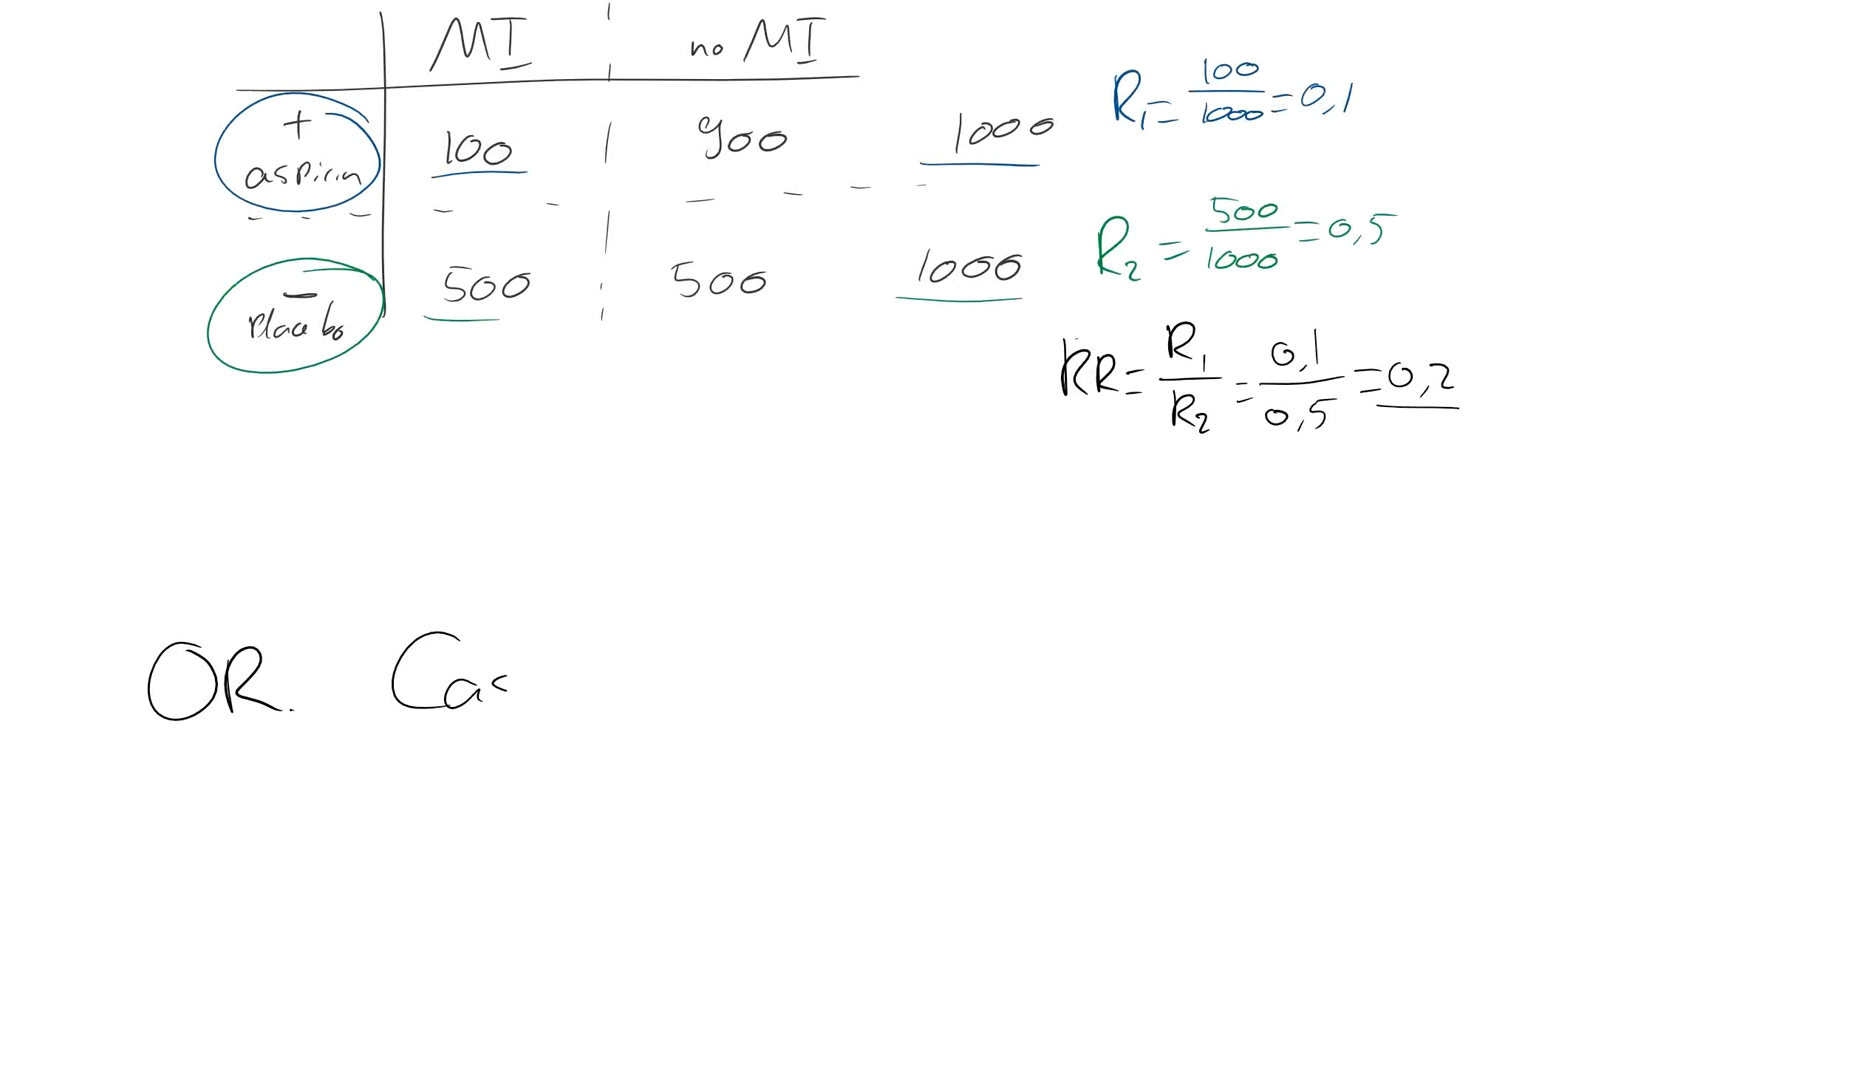 MI no MI
+ aspirin 100 900 1000 R₁ = 100/1000 = 0,1
− Placebo 500 500 1000 R₂ = 500/1000 = 0,5
RR = R₁/R₂ = 0,1/0,5 = 0,2
OR. Cas